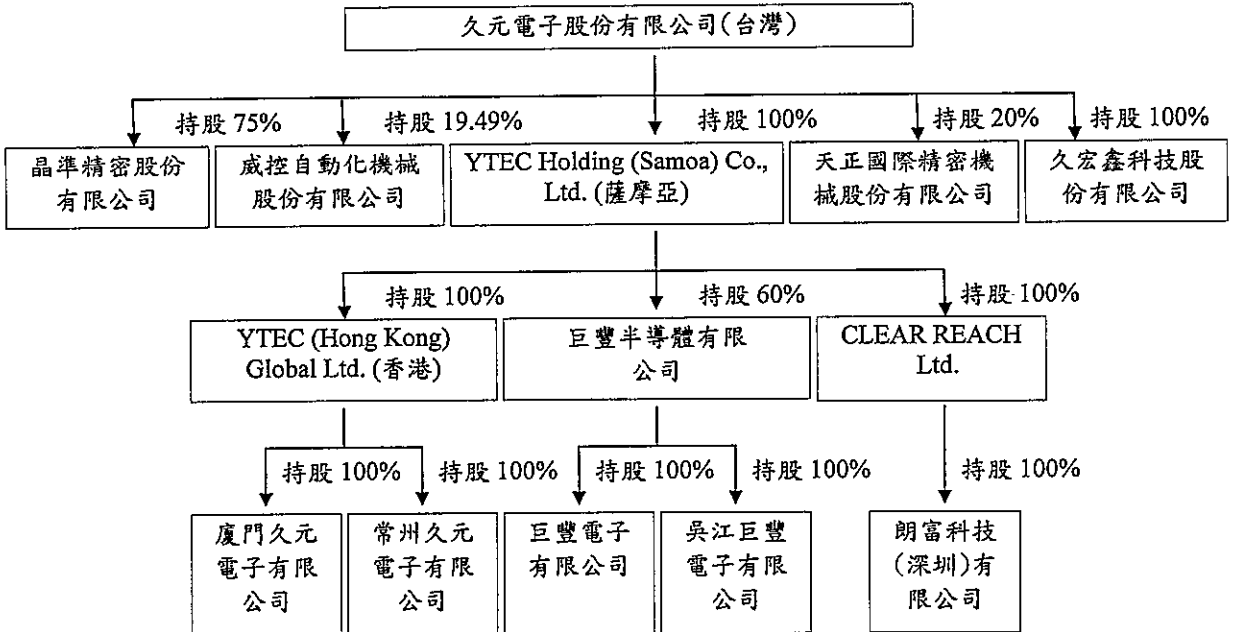 久元電子股份有限公司(台灣)
持股 75%
持股 19.49%
持股 100%
持股 20%
持股 100%
晶準精密股份
有限公司
威控自動化機械
股份有限公司
YTEC Holding (Samoa) Co.,
Ltd. (薩摩亞)
天正國際精密機
械股份有限公司
久宏鑫科技股
份有限公司
持股 100%
持股 60%
持股 100%
YTEC (Hong Kong)
Global Ltd. (香港)
巨豐半導體有限
公司
CLEAR REACH
Ltd.
持股 100%
持股 100%
持股 100%
持股 100%
持股 100%
廈門久元
電子有限
公司
常州久元
電子有限
公司
巨豐電子
有限公司
吳江巨豐
電子有限
公司
朗富科技
(深圳)有
限公司